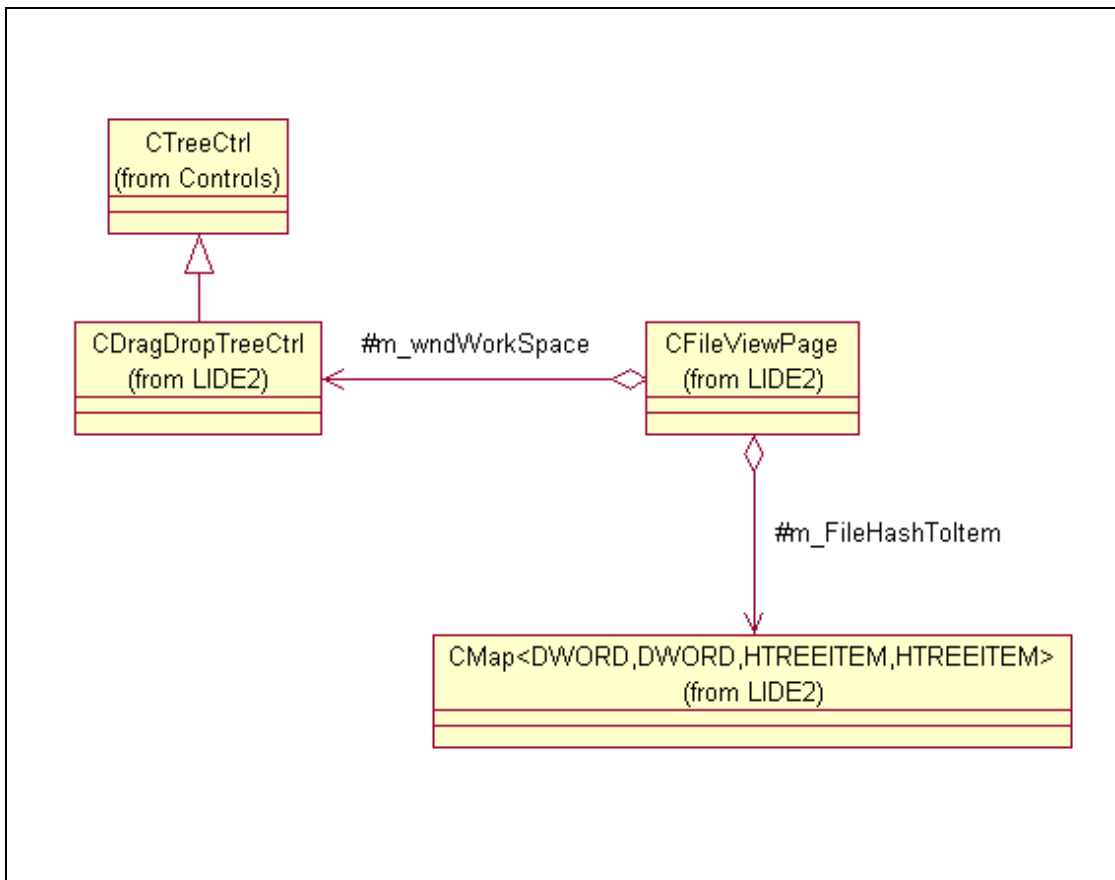 CTreeCtrl
(from Controls)
CDragDropTreeCtrl
(from LIDE2)
#m_wndWorkSpace
CFileViewPage
(from LIDE2)
#m_FileHashToItem
CMap<DWORD,DWORD,HTREEITEM,HTREEITEM>
(from LIDE2)